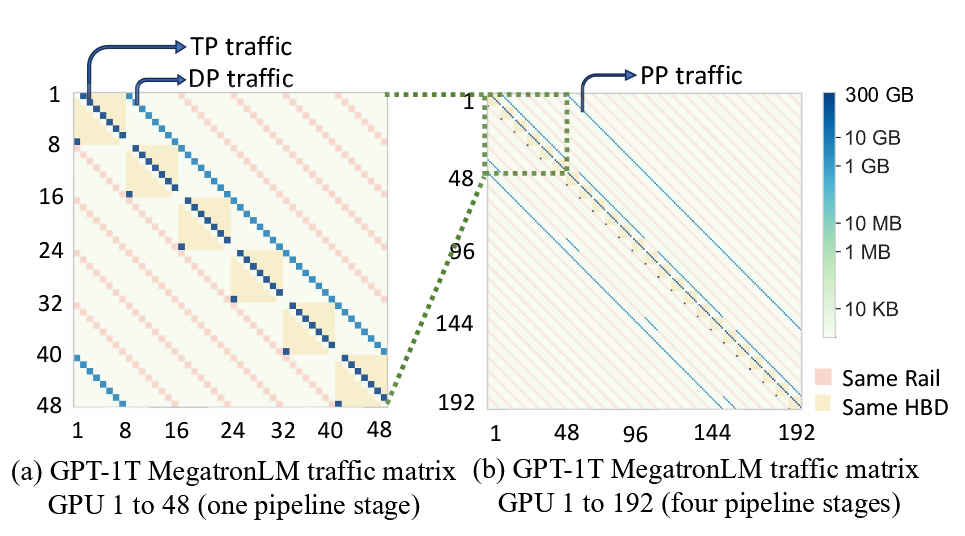 TP traffic
DP traffic
PP traffic
1
8
16
24
32
40
48
1 8 16 24 32 40 48
1
48
96
144
192
1 48 96 144 192
300 GB
10 GB
1 GB
10 MB
1 MB
10 KB
Same Rail
Same HBD
(a) GPT-1T MegatronLM traffic matrix
GPU 1 to 48 (one pipeline stage)
(b) GPT-1T MegatronLM traffic matrix
GPU 1 to 192 (four pipeline stages)